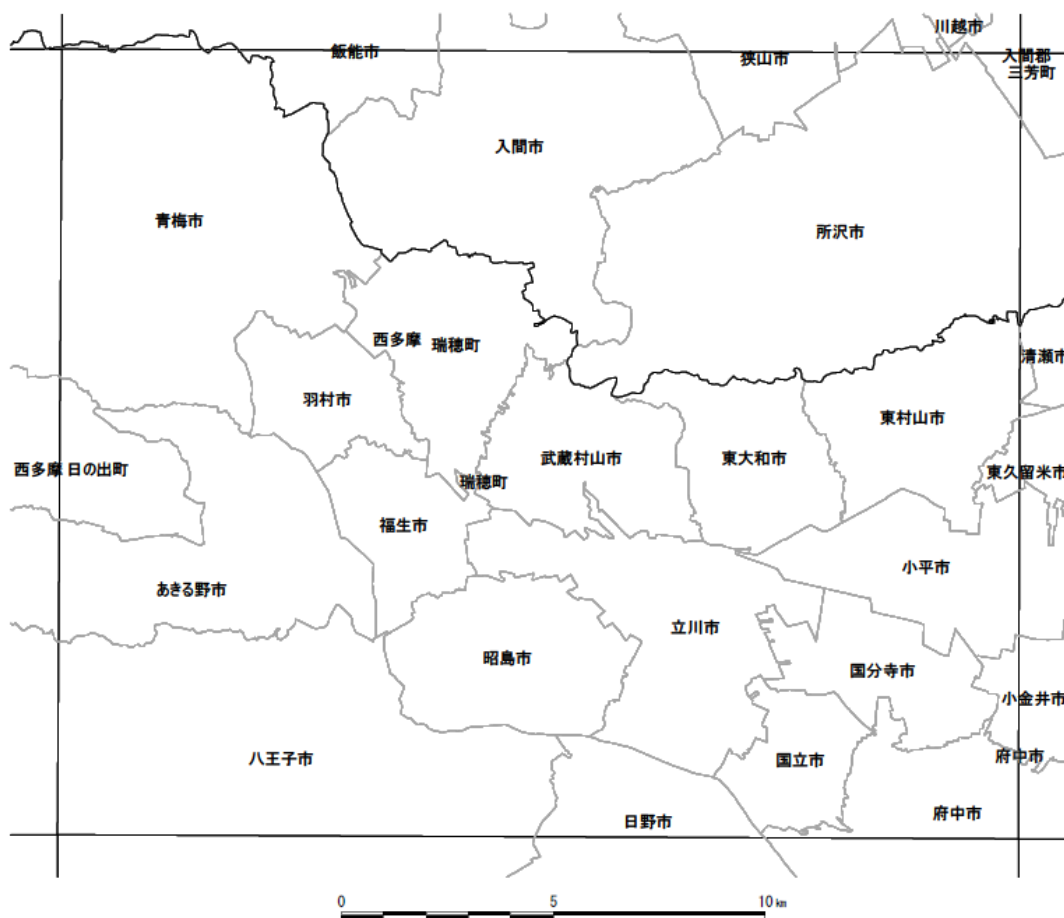 川越市
飯能市
狭山市
入間郡
三芳町
入間市
青梅市
所沢市
西多摩 瑞穂町
清瀬市
羽村市
東村山市
西多摩 日の出町
武蔵村山市
東大和市
東久留米市
瑞穂町
福生市
小平市
あきる野市
立川市
昭島市
国分寺市
小金井市
八王子市
国立市
府中市
日野市
府中市
0 5 10 km